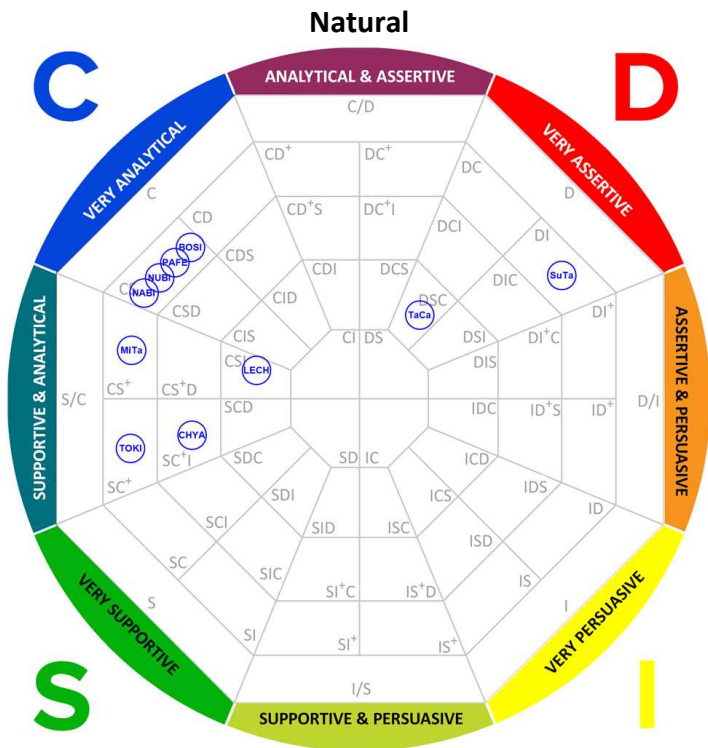 Natural
C
D
ANALYTICAL & ASSERTIVE
VERY ANALYTICAL
VERY ASSERTIVE
C/D
CD+
DC+
DC
C
D
CD
CD+S
DC+I
DCI
DI
BOSI
PAFE
NUBI
NABI
CDS
CDI
DCS
DIC
SuTa
CID
DSC
TaCa
CSD
DI+
CIS
CI
DS
DSI
DI+C
MiTa
CSI
LECH
DIS
SUPPORTIVE & ANALYTICAL
ASSERTIVE & PERSUASIVE
S/C
CS+
CS+D
SCD
IDC
ID+S
ID+
D/I
TOKI
CHYA
SC+I
SC+
SDC
SD
IC
ICD
SDI
ICS
IDS
ID
SCI
SID
ISC
ISD
SC
SIC
IS
S
SI+C
IS+D
I
SI
SI+
IS+
VERY SUPPORTIVE
VERY PERSUASIVE
I/S
S
I
SUPPORTIVE & PERSUASIVE